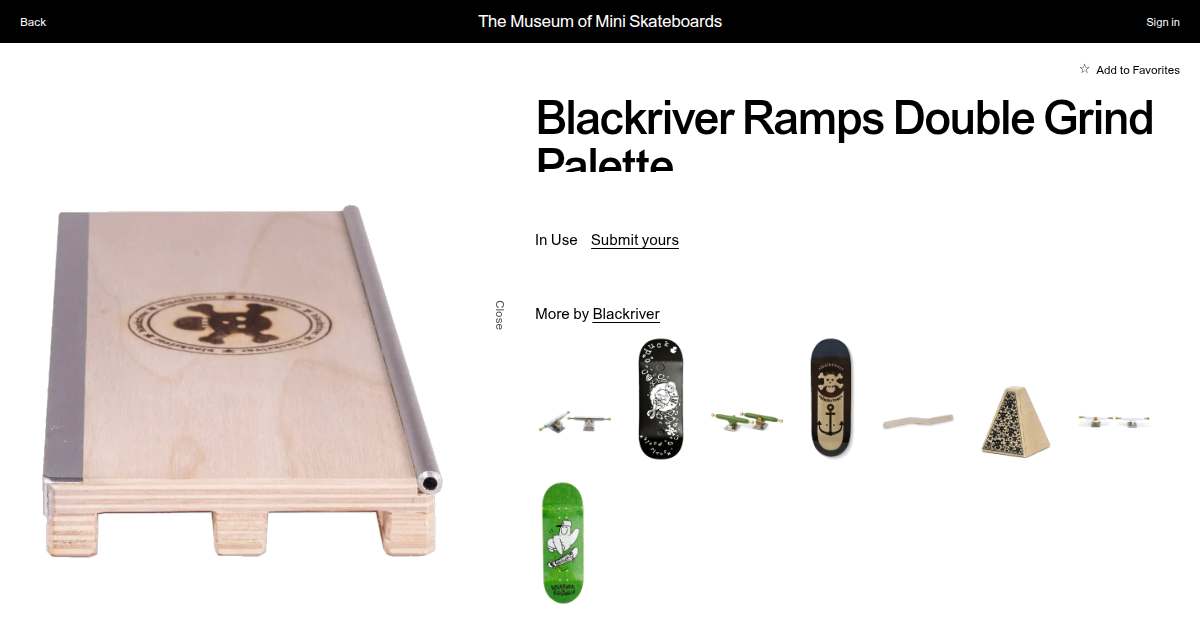 Back
The Museum of Mini Skateboards
Sign in
☆ Add to Favorites
Blackriver Ramps Double Grind
Palette
In Use Submit yours
Close
More by Blackriver